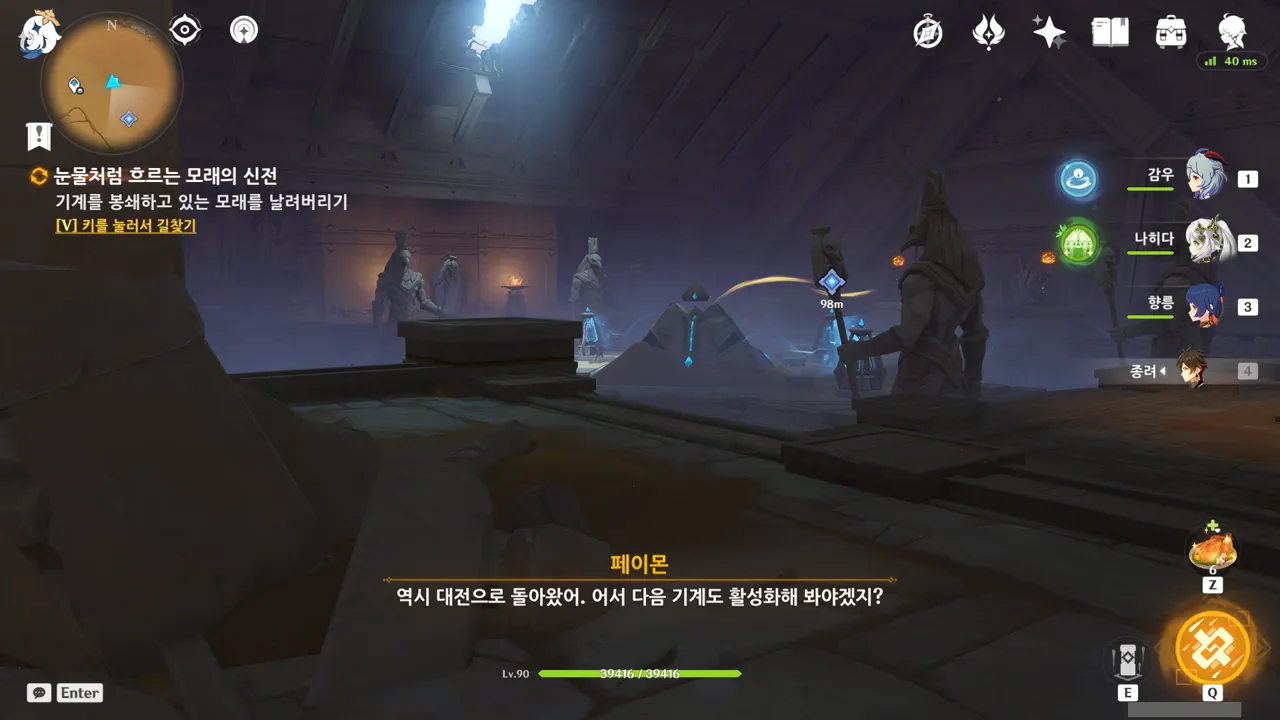 N
40 ms
눈물처럼 흐르는 모래의 신전
기계를 봉쇄하고 있는 모래를 날려버리기
[V] 키를 눌러서 길찾기
감우
1
나히다
2
향릉
3
종려
4
98m
페이몬
역시 대전으로 돌아왔어. 어서 다음 기계도 활성화해 봐야겠지?
6
Z
Lv.90
39416 / 39416
Enter
E
Q